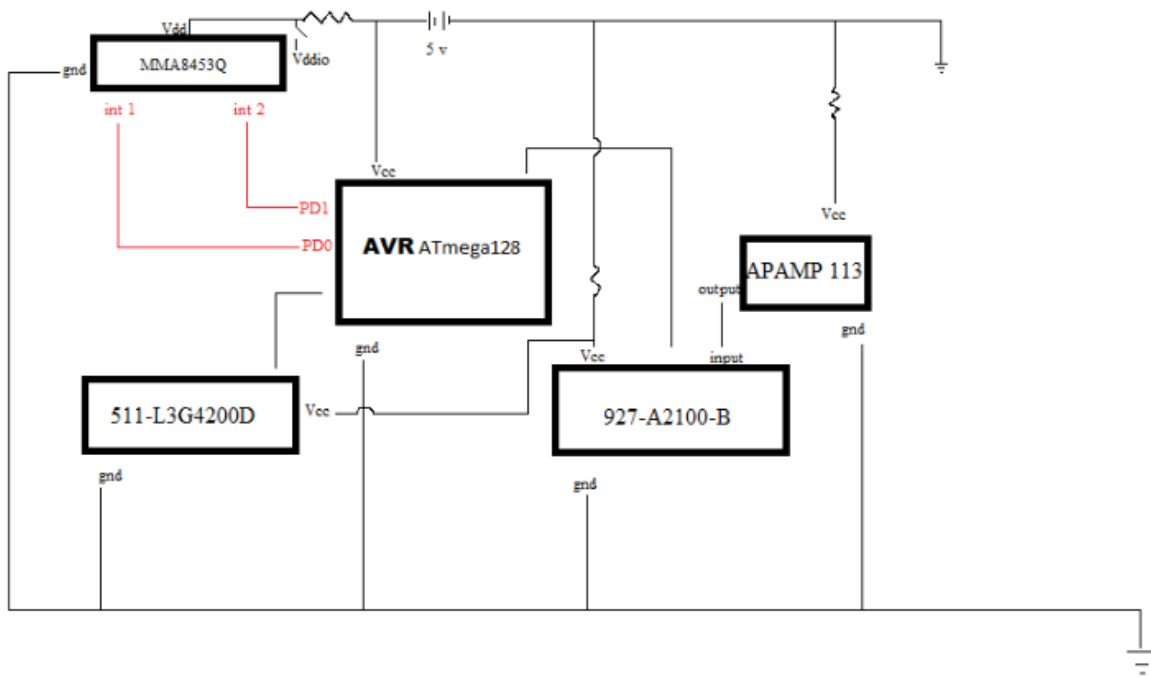 Vdd
Vddio
5 v
gnd
MMA8453Q
int 1
int 2
Vcc
Vcc
PD1
PD0
AVR ATmega128
APAMP 113
output
gnd
gnd
Vcc
input
511-L3G4200D
Vcc
927-A2100-B
gnd
gnd